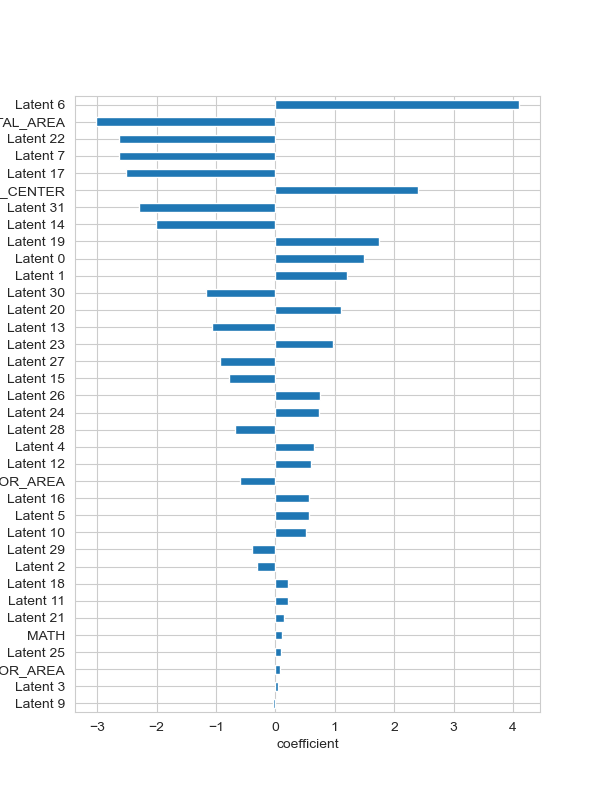 Latent 6
TAL_AREA
Latent 22
Latent 7
Latent 17
_CENTER
Latent 31
Latent 14
Latent 19
Latent 0
Latent 1
Latent 30
Latent 20
Latent 13
Latent 23
Latent 27
Latent 15
Latent 26
Latent 24
Latent 28
Latent 4
Latent 12
OR_AREA
Latent 16
Latent 5
Latent 10
Latent 29
Latent 2
Latent 18
Latent 11
Latent 21
MATH
Latent 25
OR_AREA
Latent 3
Latent 9
−3 −2 −1 0 1 2 3 4
coefficient